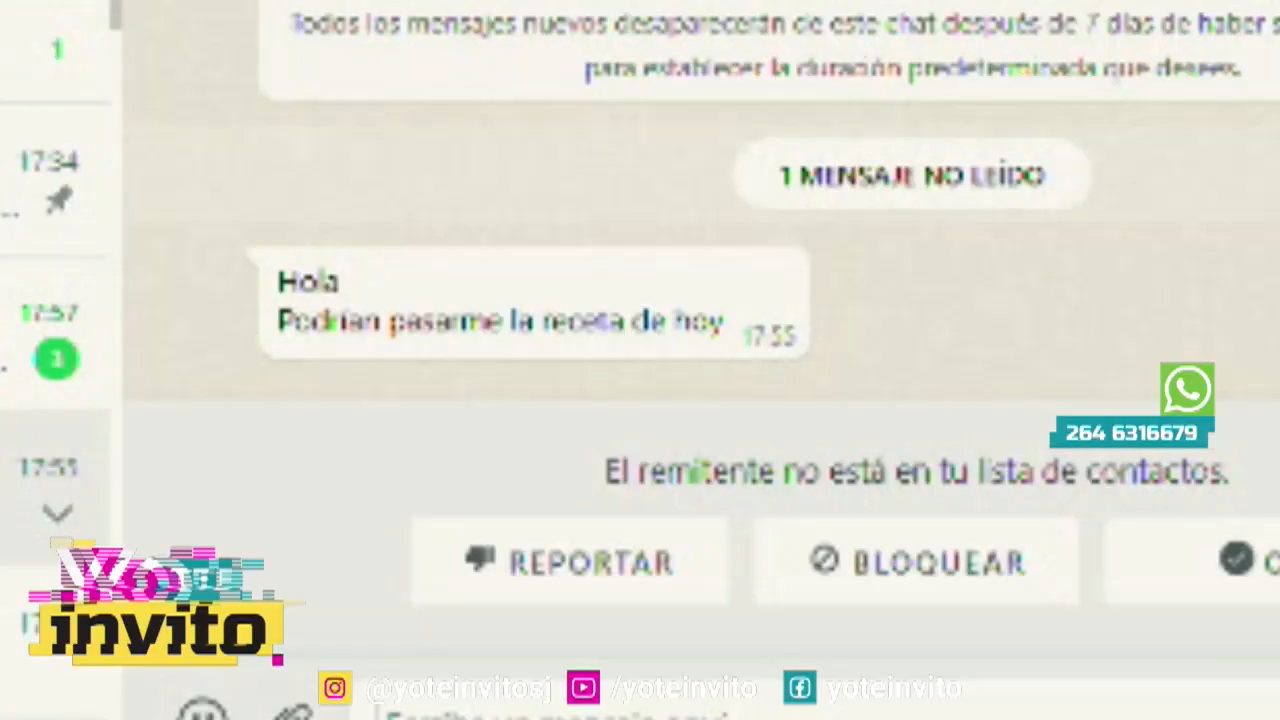 1
Todos los mensajes nuevos desaparecerán de este chat después de 7 días de haber s
para establecer la duración predeterminada que desees.
17:34
...
1 MENSAJE NO LEÍDO
17:57
Hola
Podrían pasarme la receta de hoy
17:55
264 6316679
17:55
El remitente no está en tu lista de contactos.
REPORTAR
BLOQUEAR
Yo te
invito
@yoteinvitosj
/yoteinvito
yoteinvito